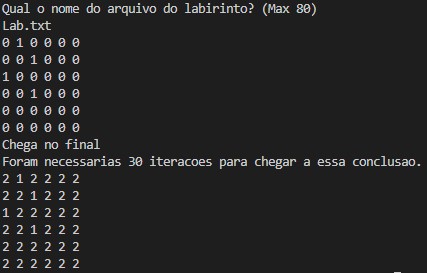 Qual o nome do arquivo do labirinto? (Max 80)
Lab.txt
0 1 0 0 0 0
0 0 1 0 0 0
1 0 0 0 0 0
0 0 1 0 0 0
0 0 0 0 0 0
0 0 0 0 0 0
Chega no final
Foram necessarias 30 iteracoes para chegar a essa conclusao.
2 1 2 2 2 2
2 2 1 2 2 2
1 2 2 2 2 2
2 2 1 2 2 2
2 2 2 2 2 2
2 2 2 2 2 2